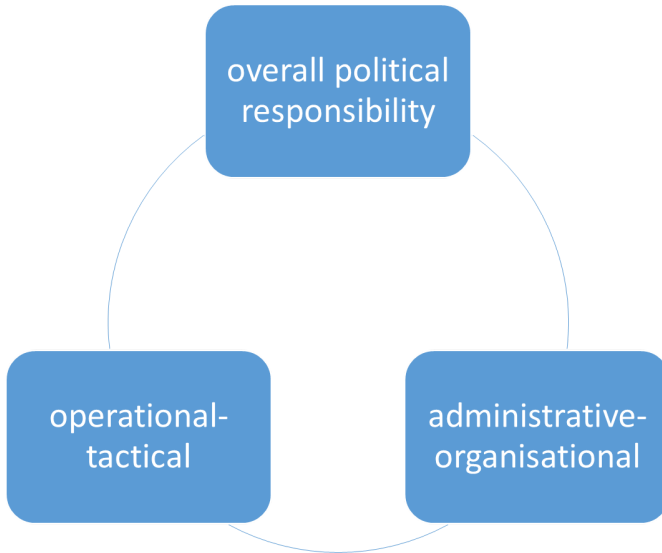 overall political
responsibility
operational-
tactical
administrative-
organisational